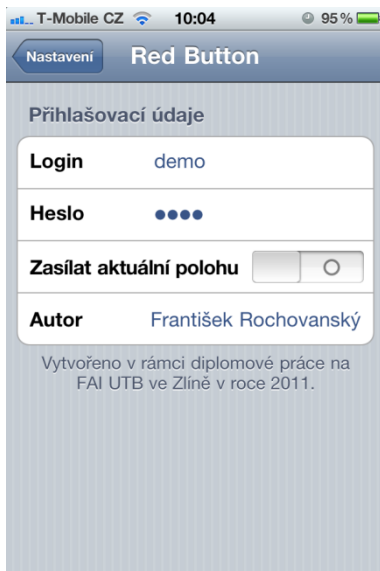 T-Mobile CZ 10:04 95 %
Nastavení Red Button
Přihlašovací údaje
Login demo
Heslo ●●●●
Zasílat aktuální polohu
Autor František Rochovanský
Vytvořeno v rámci diplomové práce na
FAI UTB ve Zlíně v roce 2011.